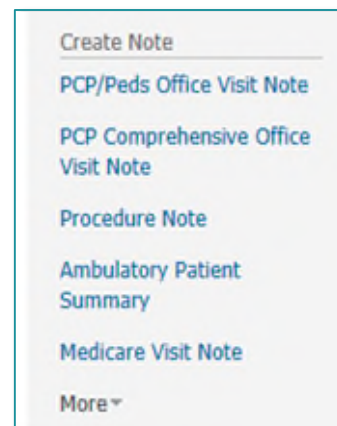 Create Note
PCP/Peds Office Visit Note
PCP Comprehensive Office
Visit Note
Procedure Note
Ambulatory Patient
Summary
Medicare Visit Note
More